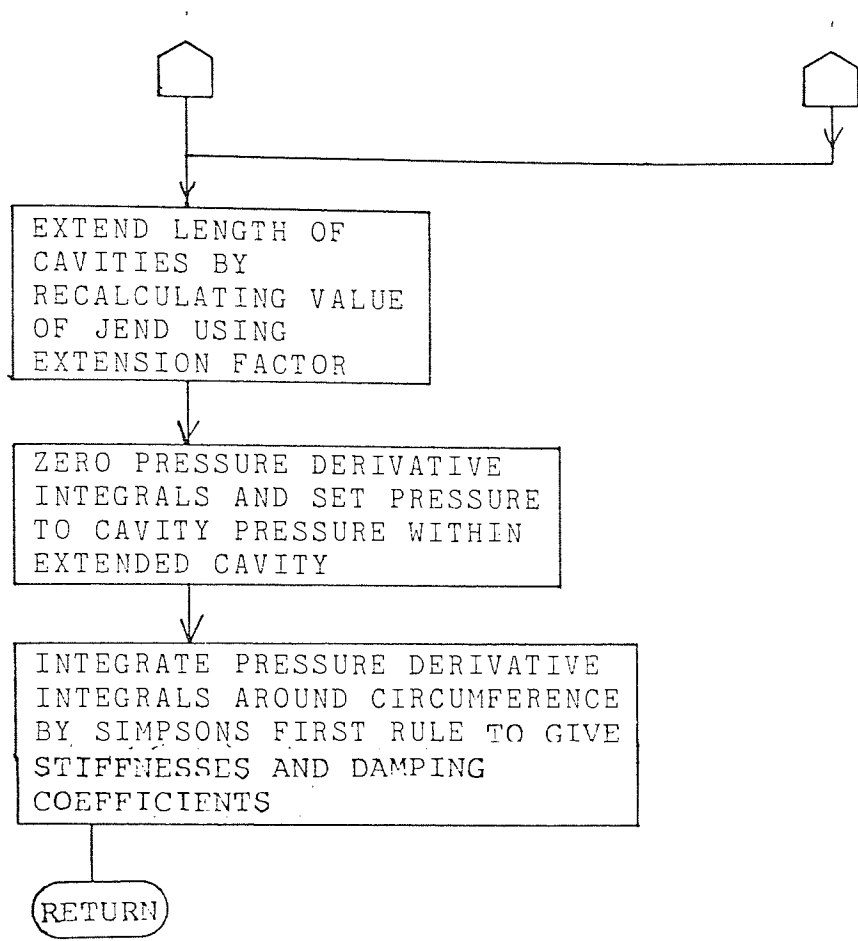 EXTEND LENGTH OF
CAVITIES BY
RECALCULATING VALUE
OF JEND USING
EXTENSION FACTOR
ZERO PRESSURE DERIVATIVE
INTEGRALS AND SET PRESSURE
TO CAVITY PRESSURE WITHIN
EXTENDED CAVITY
INTEGRATE PRESSURE DERIVATIVE
INTEGRALS AROUND CIRCUMFERENCE
BY SIMPSONS FIRST RULE TO GIVE
STIFFNESSES AND DAMPING
COEFFICIENTS
RETURN